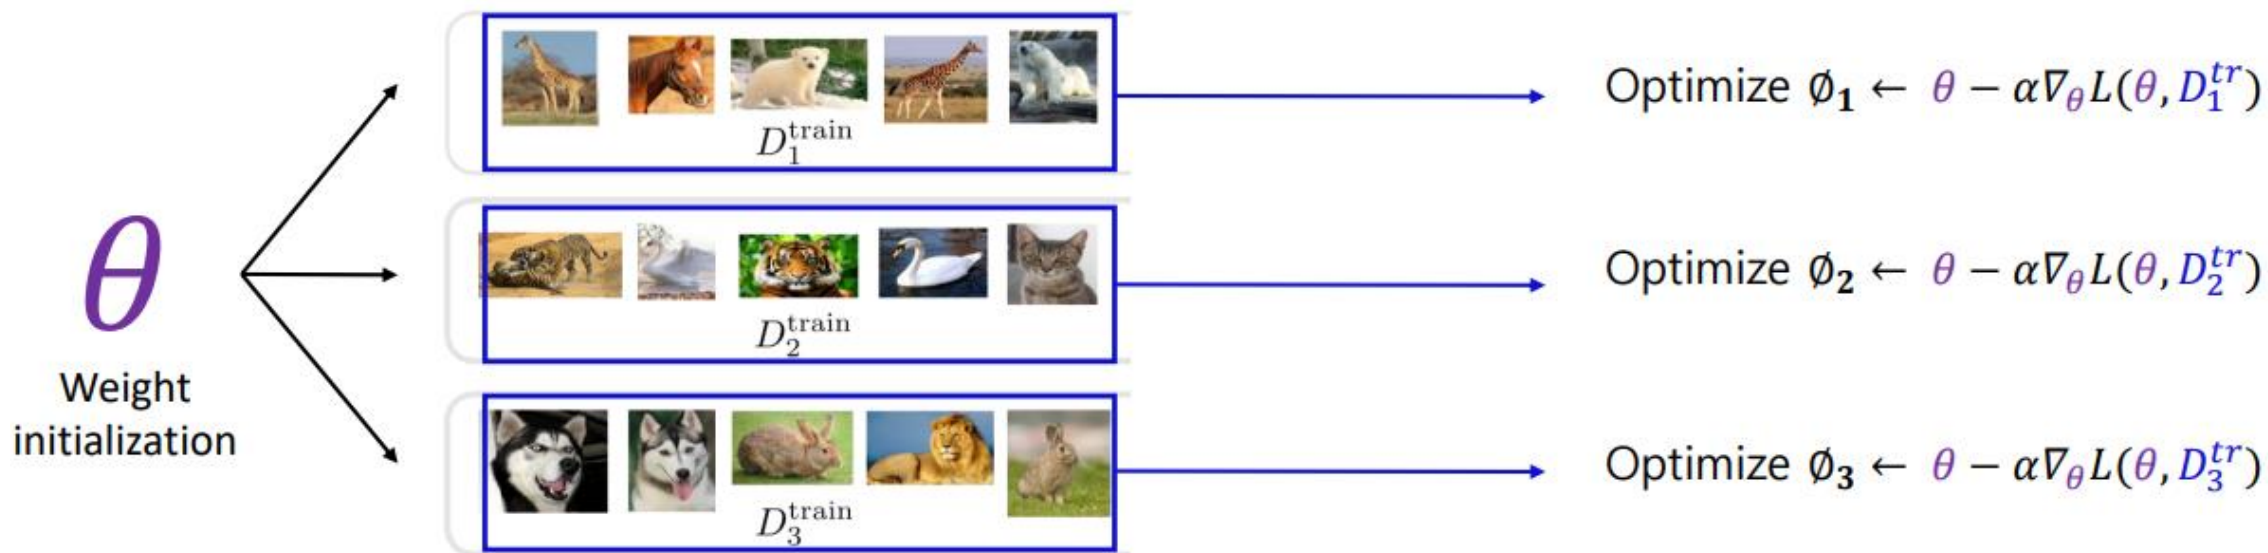 θ
Weight
initialization
D₁ᵗʳᵃⁱⁿ
Optimize ∅₁ ← θ − α∇θL(θ, D₁ᵗʳ)
D₂ᵗʳᵃⁱⁿ
Optimize ∅₂ ← θ − α∇θL(θ, D₂ᵗʳ)
D₃ᵗʳᵃⁱⁿ
Optimize ∅₃ ← θ − α∇θL(θ, D₃ᵗʳ)